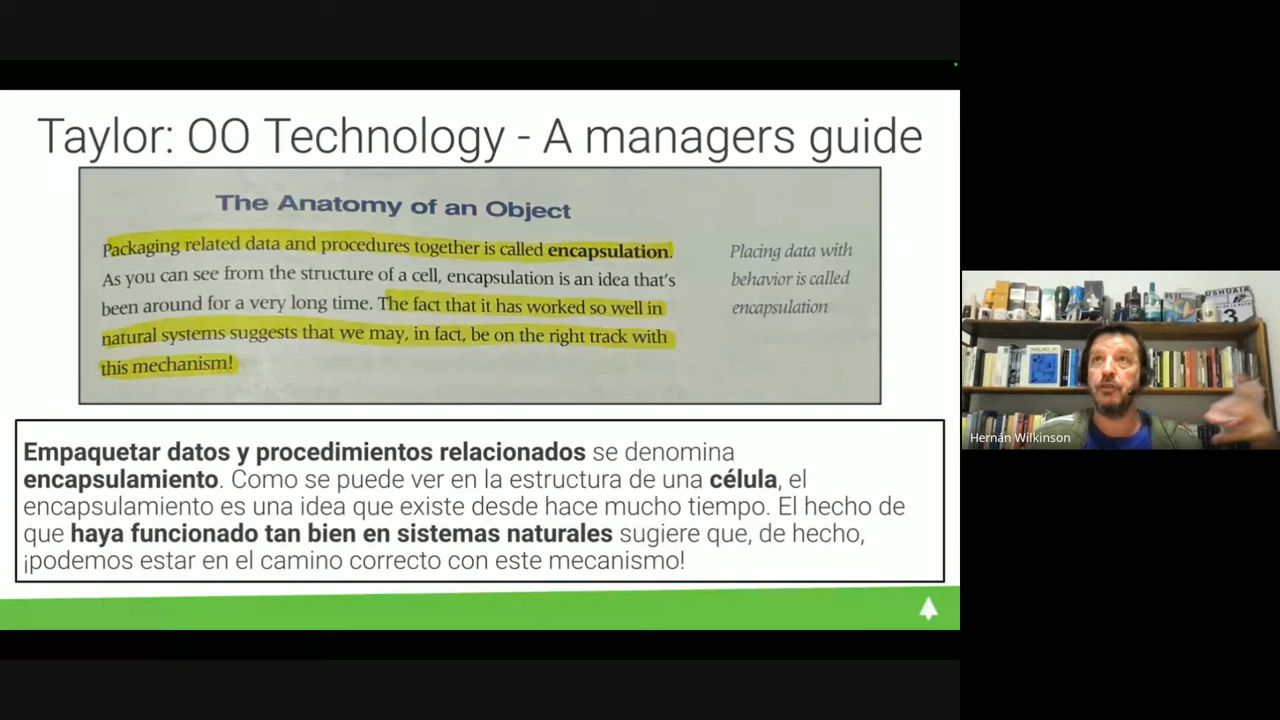 Taylor: OO Technology - A managers guide
The Anatomy of an Object
Packaging related data and procedures together is called encapsulation.
As you can see from the structure of a cell, encapsulation is an idea that's
been around for a very long time. The fact that it has worked so well in
natural systems suggests that we may, in fact, be on the right track with
this mechanism!
Placing data with
behavior is called
encapsulation
Empaquetar datos y procedimientos relacionados se denomina
encapsulamiento. Como se puede ver en la estructura de una célula, el
encapsulamiento es una idea que existe desde hace mucho tiempo. El hecho de
que haya funcionado tan bien en sistemas naturales sugiere que, de hecho,
¡podemos estar en el camino correcto con este mecanismo!
USHUAIA
3
Hernán Wilkinson